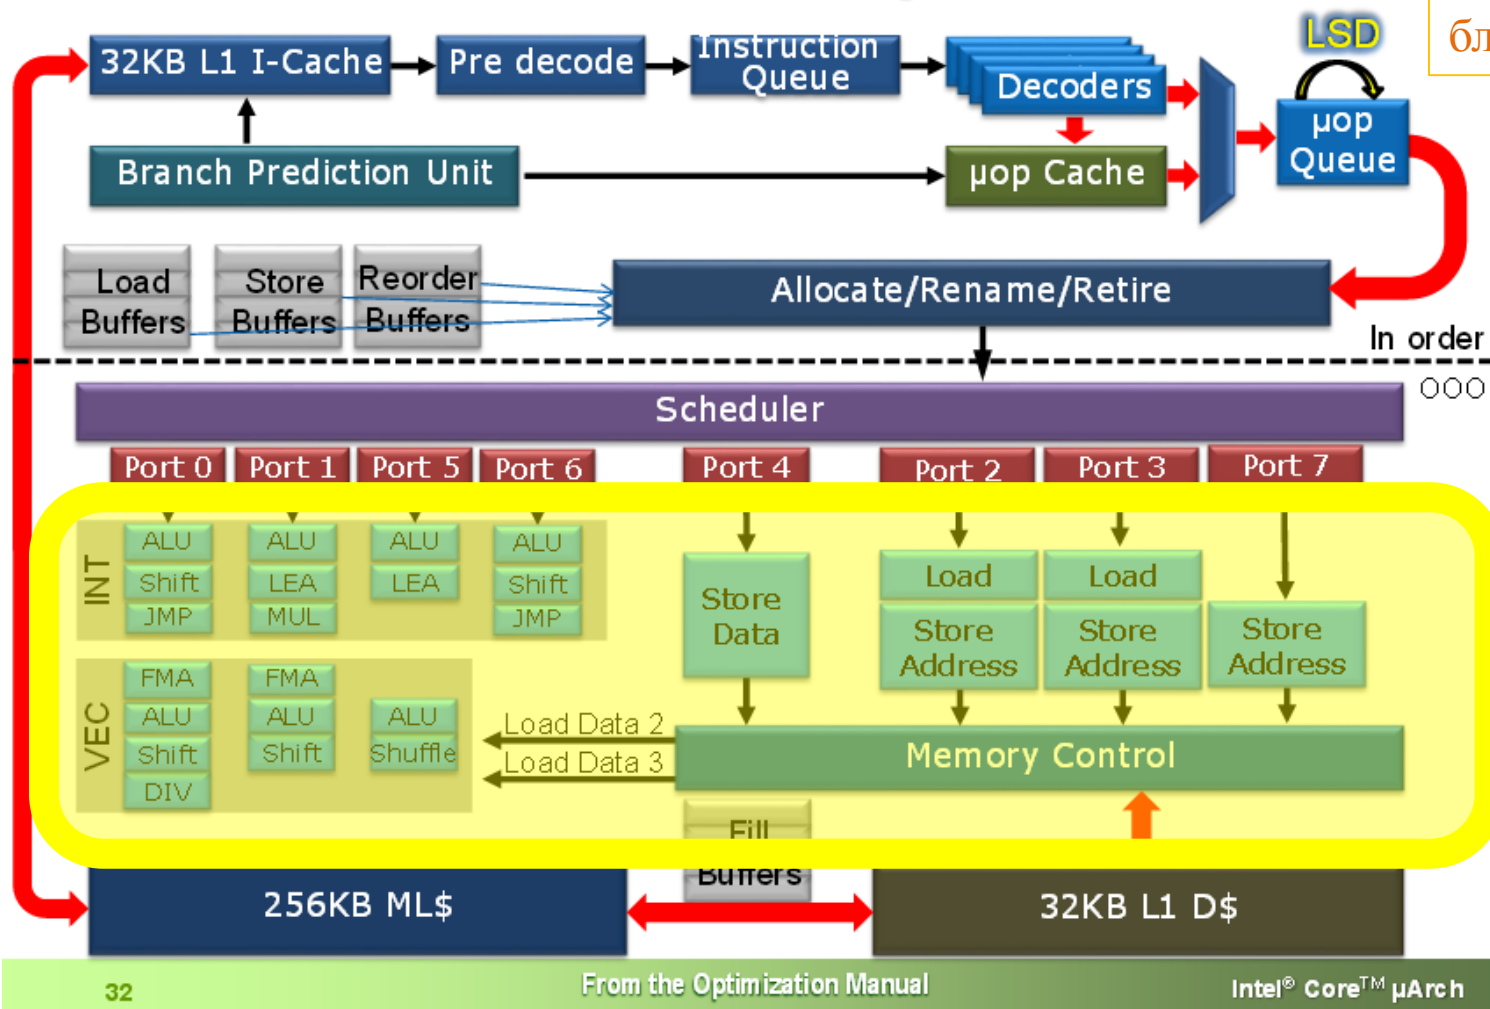 LSD
бл
32KB L1 I-Cache
Pre decode
Instruction
Queue
Decoders
µop
Queue
Branch Prediction Unit
µop Cache
Load
Buffers
Store
Buffers
Reorder
Buffers
Allocate/Rename/Retire
In order
OOO
Scheduler
Port 0
Port 1
Port 5
Port 6
Port 4
Port 2
Port 3
Port 7
INT
ALU
Shift
JMP
ALU
LEA
MUL
ALU
LEA
ALU
Shift
JMP
Store
Data
Load
Store
Address
Load
Store
Address
Store
Address
VEC
FMA
ALU
Shift
DIV
FMA
ALU
Shift
ALU
Shuffle
Load Data 2
Load Data 3
Memory Control
Fill
Buffers
256KB ML$
32KB L1 D$
32
From the Optimization Manual
Intel® Core™ µArch